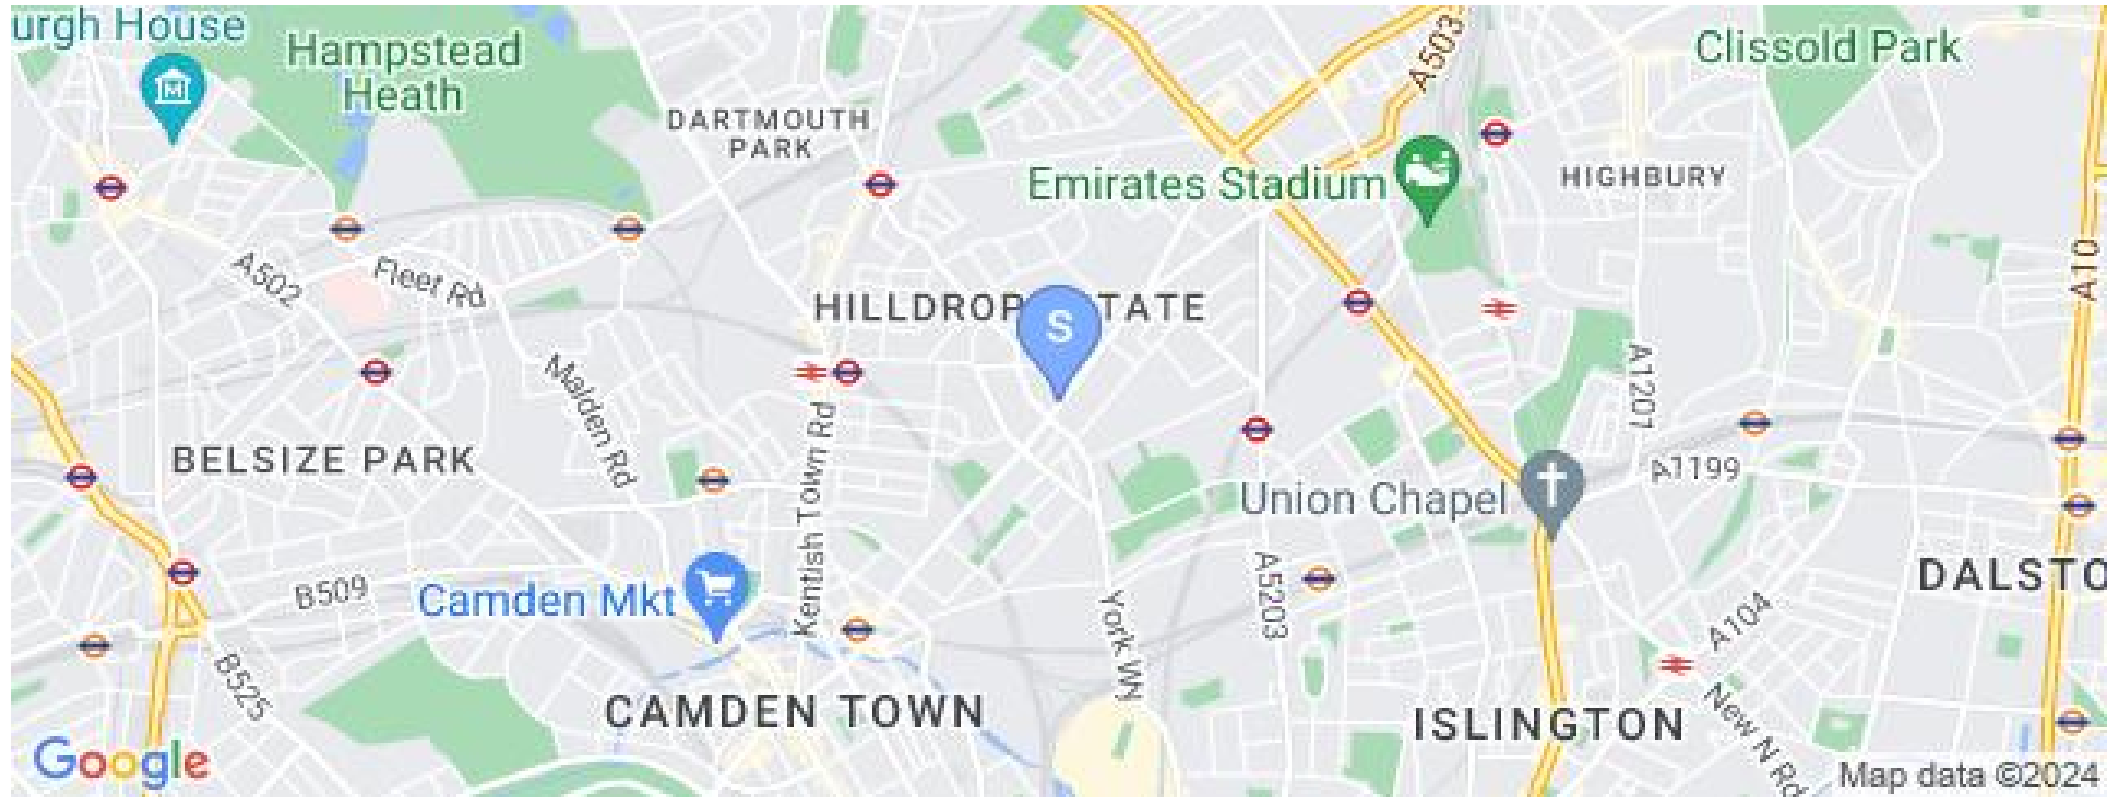 urgh House
Hampstead
Heath
Clissold Park
A503
DARTMOUTH
PARK
Emirates Stadium
HIGHBURY
A502
Fleet Rd
A10
HILLDROP
S
TATE
Malden Rd
A1207
Kentish Town Rd
BELSIZE PARK
A1199
Union Chapel
B509
Camden Mkt
York Wy
A5203
DALSTO
A104
B525
CAMDEN TOWN
ISLINGTON
New N Rd
Google
Map data ©2024